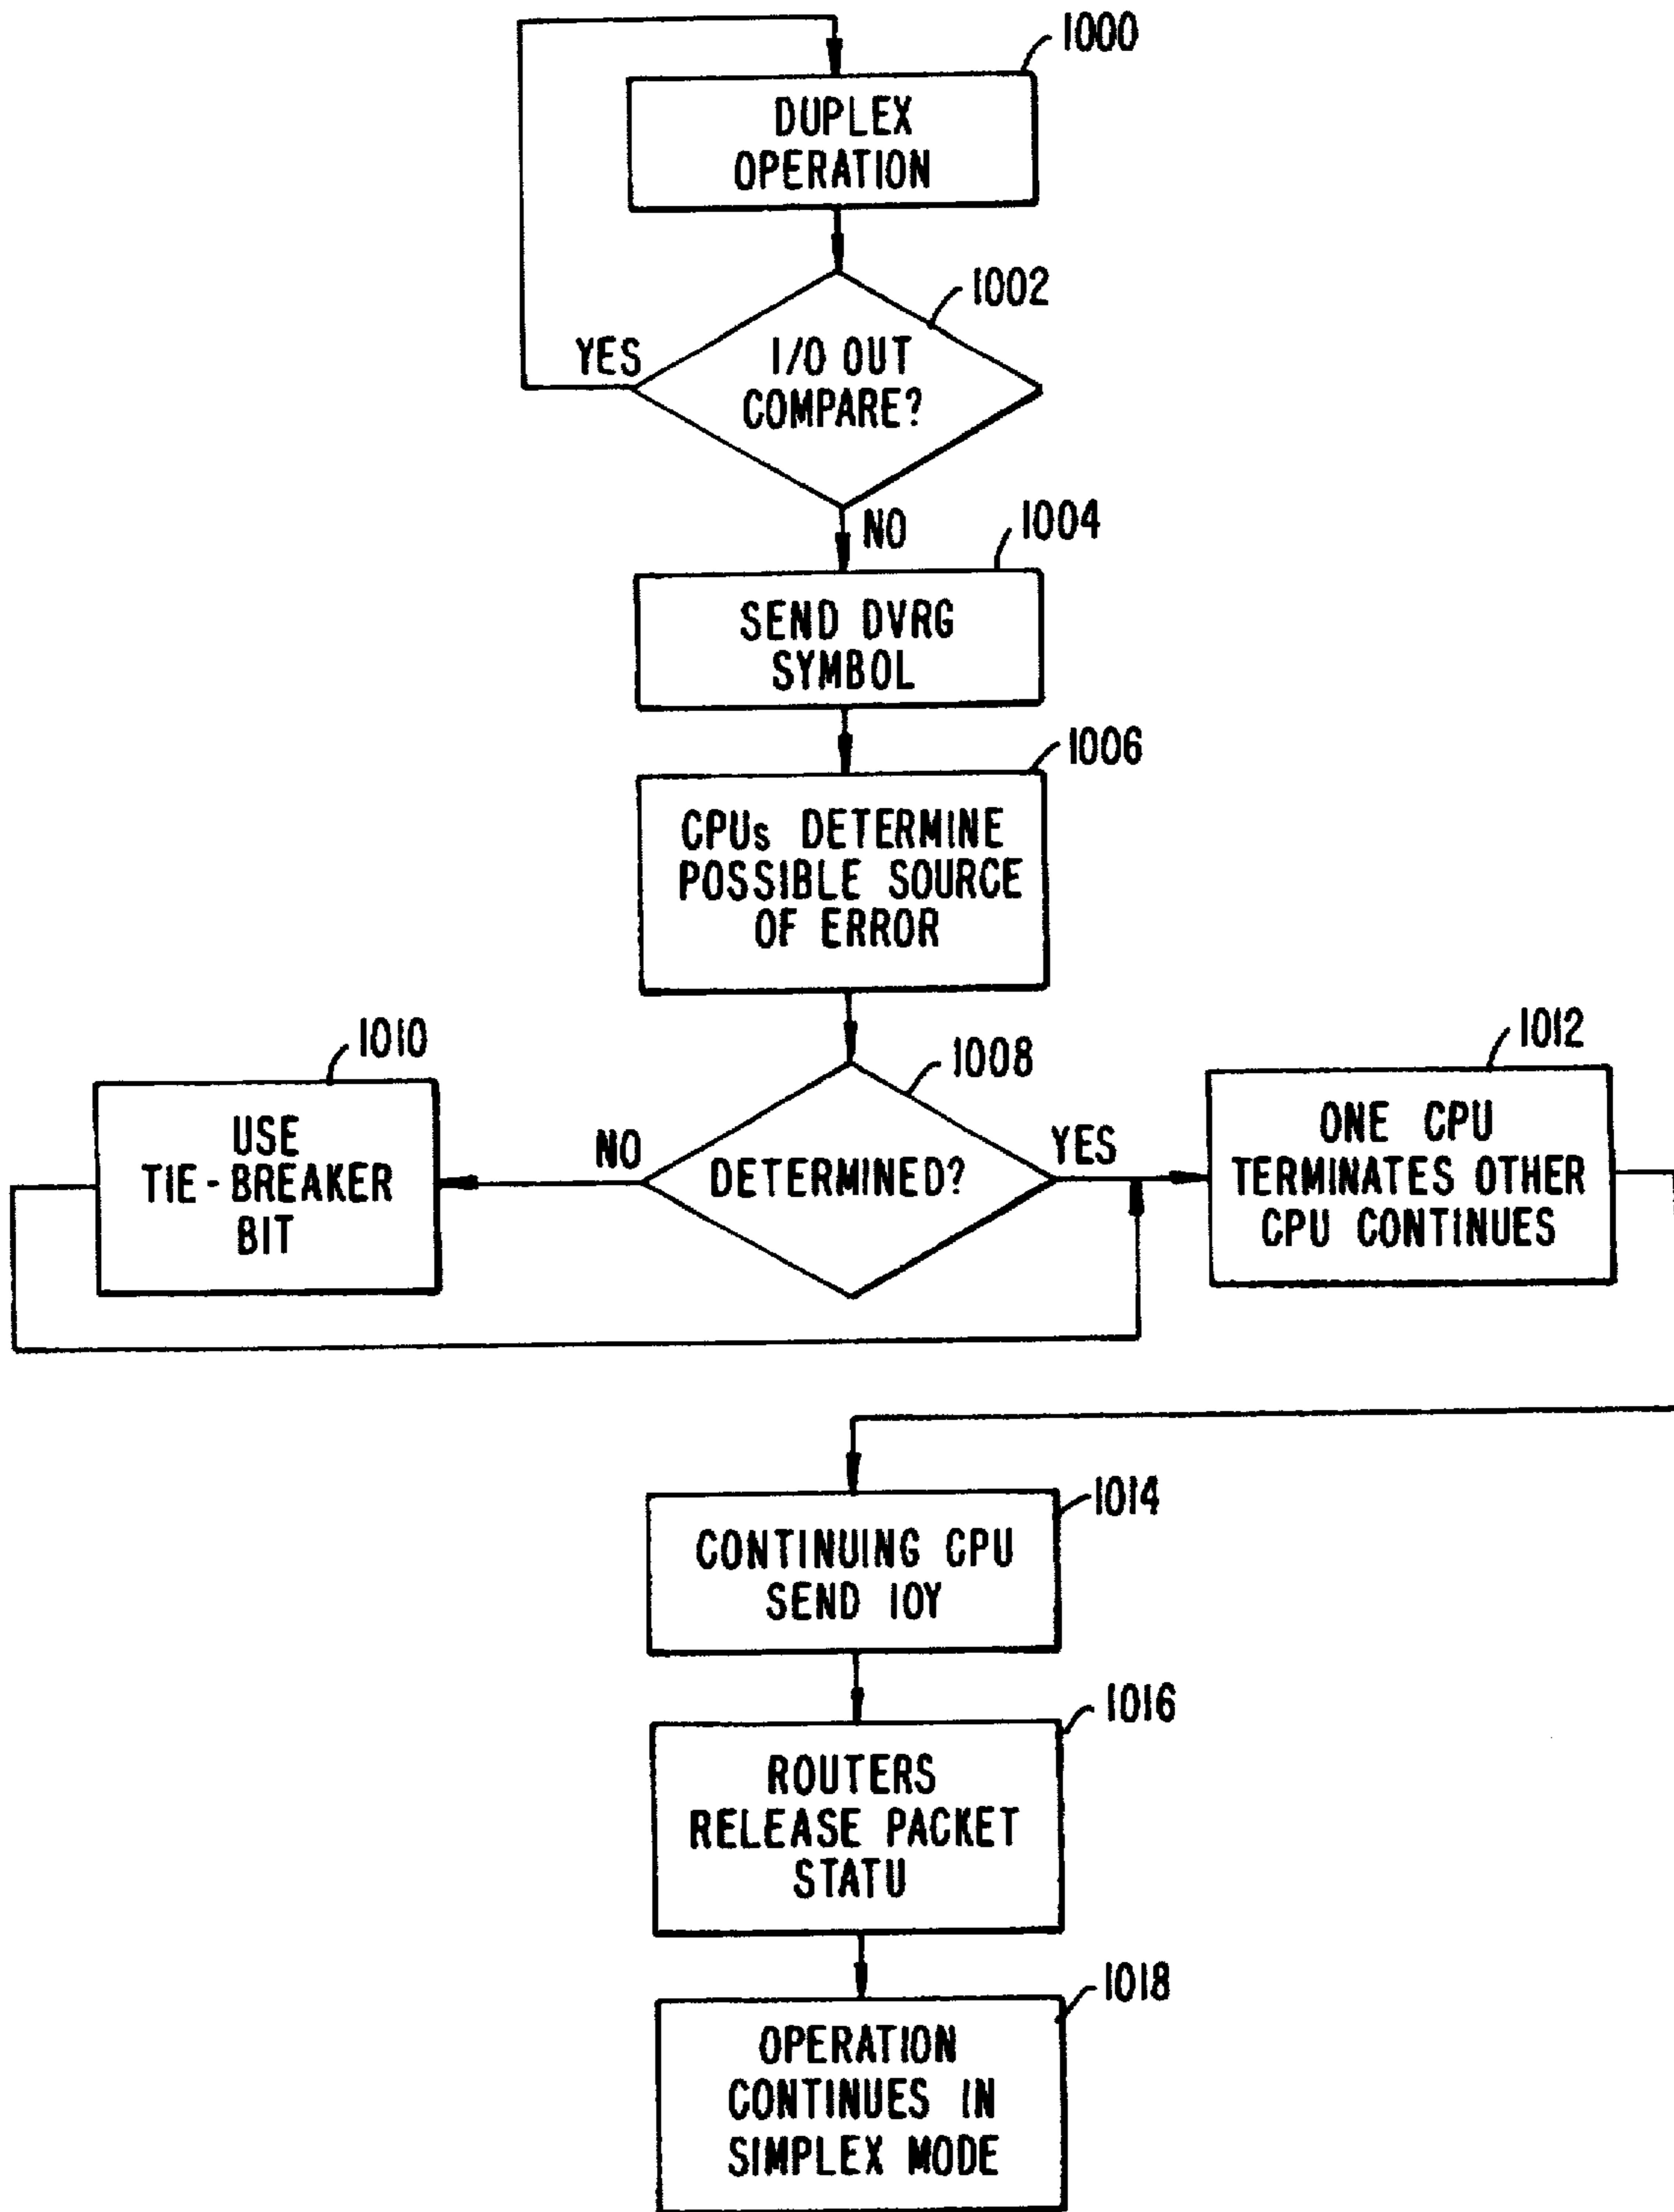 1000
DUPLEX
OPERATION
1002
YES
I/O OUT
COMPARE?
NO
1004
SEND DVRG
SYMBOL
1006
CPUs DETERMINE
POSSIBLE SOURCE
OF ERROR
1008
DETERMINED?
NO
YES
1010
USE
TIE-BREAKER
BIT
1012
ONE CPU
TERMINATES OTHER
CPU CONTINUES
1014
CONTINUING CPU
SEND IOY
1016
ROUTERS
RELEASE PACKET
STATU
1018
OPERATION
CONTINUES IN
SIMPLEX MODE